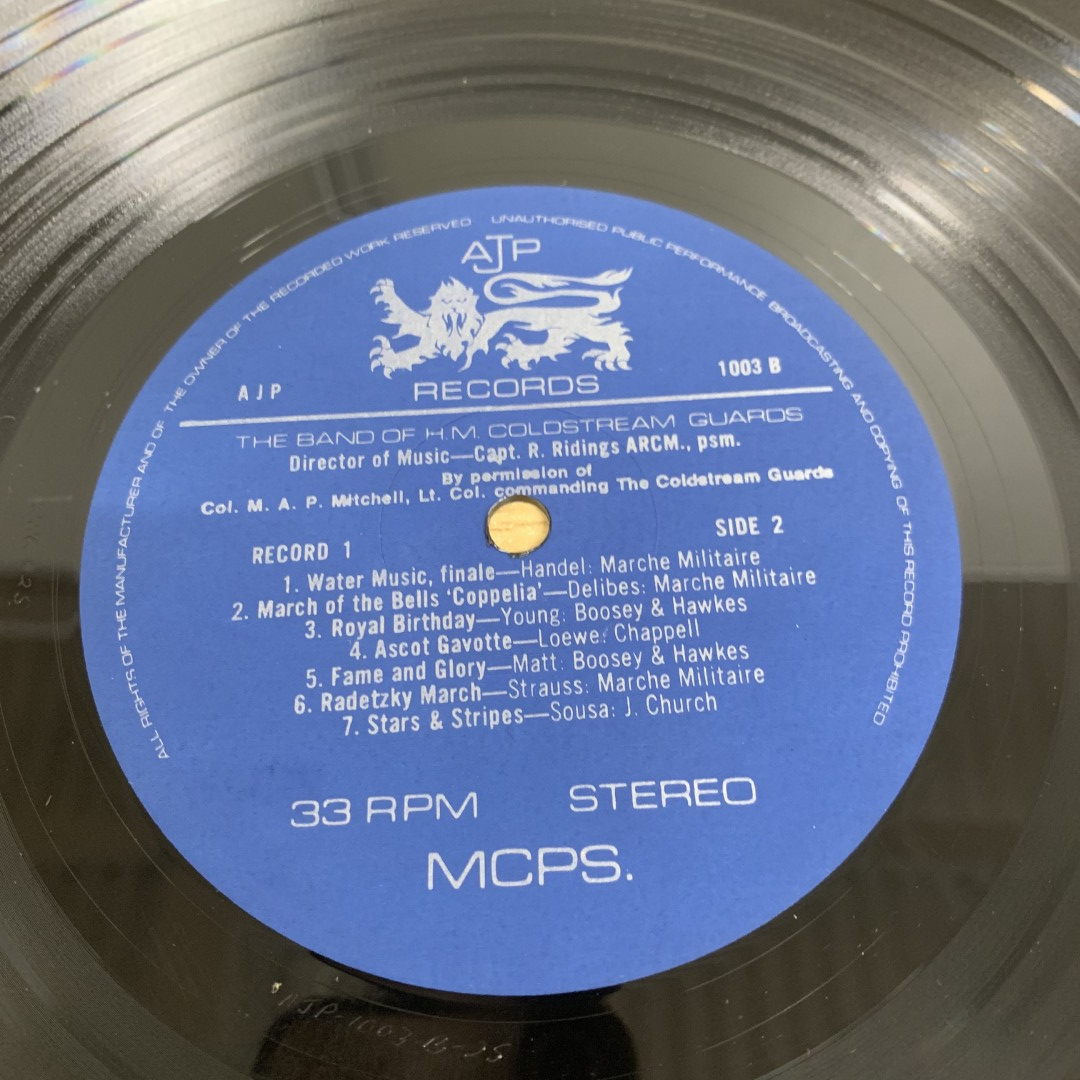 ALL RIGHTS OF THE MANUFACTURER AND OF THE OWNER OF THE RECORDED WORK RESERVED UNAUTHORISED PUBLIC PERFORMANCE BROADCASTING AND COPYING OF THIS RECORD PROHIBITED
AJP
RECORDS
AJP 1003 B
THE BAND OF H.M. COLDSTREAM GUARDS
Director of Music—Capt. R. Ridings ARCM., psm.
By permission of
Col. M. A. P. Mitchell, Lt. Col. commanding The Coldstream Guards
RECORD 1 SIDE 2
1. Water Music, finale—Handel: Marche Militaire
2. March of the Bells ‘Coppelia’—Delibes: Marche Militaire
3. Royal Birthday—Young: Boosey & Hawkes
4. Ascot Gavotte—Loewe: Chappell
5. Fame and Glory—Matt: Boosey & Hawkes
6. Radetzky March—Strauss: Marche Militaire
7. Stars & Stripes—Sousa: J. Church
33 RPM STEREO
MCPS.
AJP-1003-B